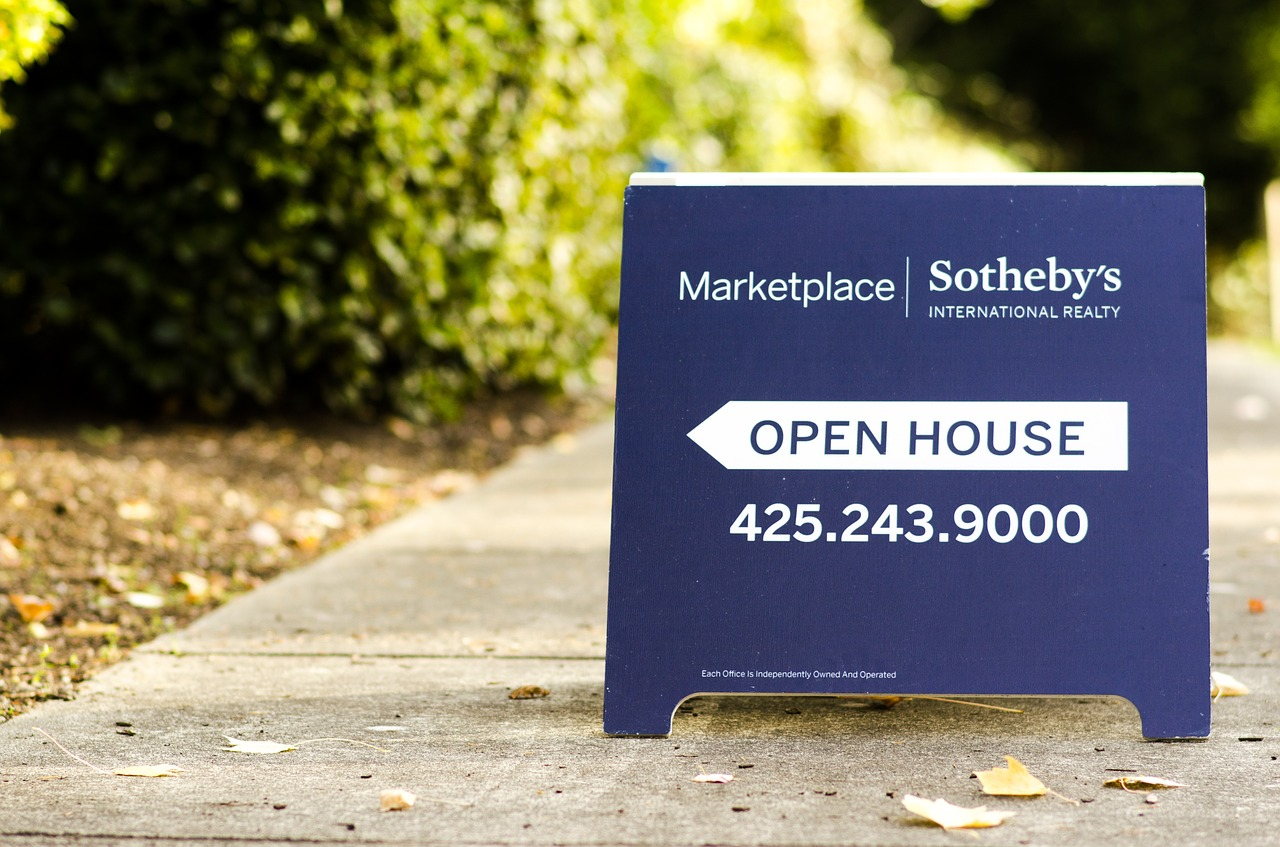 Marketplace | Sotheby's
INTERNATIONAL REALTY
OPEN HOUSE
425.243.9000
Each Office Is Independently Owned And Operated